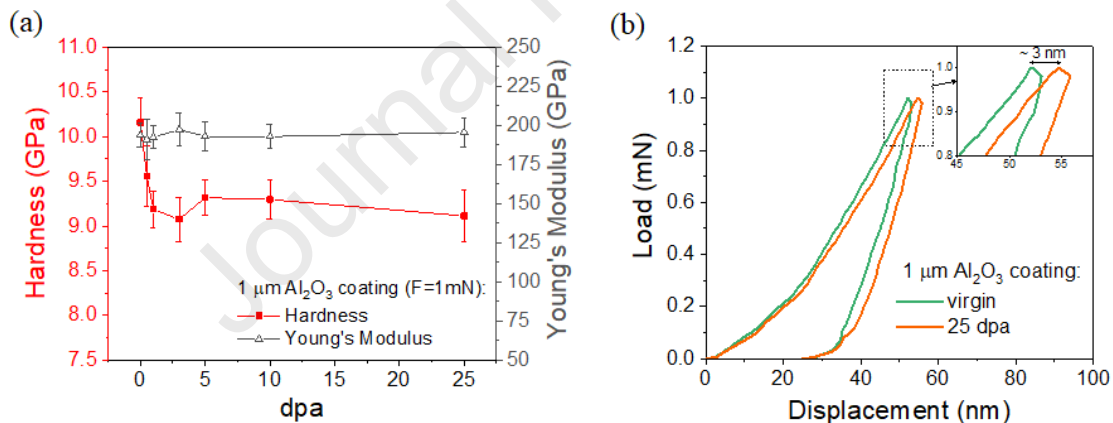 (a)
11.0
10.5
10.0
9.5
9.0
8.5
8.0
7.5
Hardness (GPa)
250
225
200
175
150
125
100
75
50
Young's Modulus (GPa)
1 μm Al₂O₃ coating (F=1mN):
Hardness
Young's Modulus
0 5 10 15 20 25
dpa
Journal
(b)
1.2
1.0
0.8
0.6
0.4
0.2
0.0
Load (mN)
~ 3 nm
1.0
0.9
0.8
45 50 55
1 μm Al₂O₃ coating:
virgin
25 dpa
0 20 40 60 80 100
Displacement (nm)